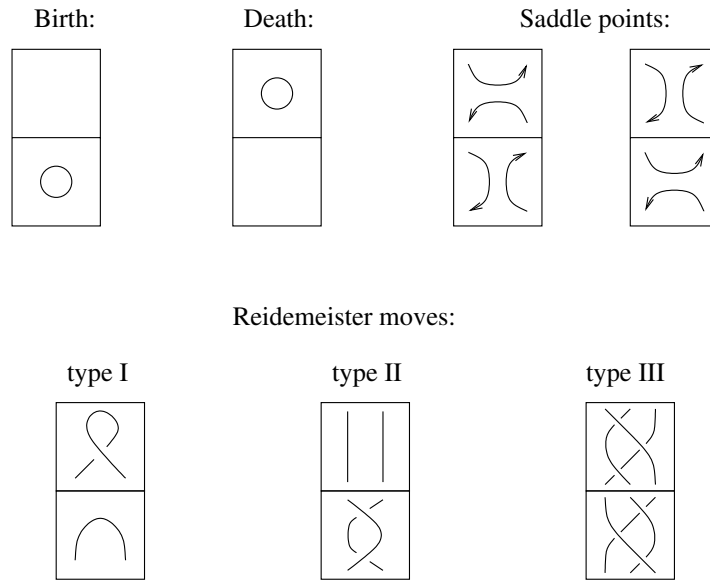 Birth:
Death:
Saddle points:
Reidemeister moves:
type I
type II
type III